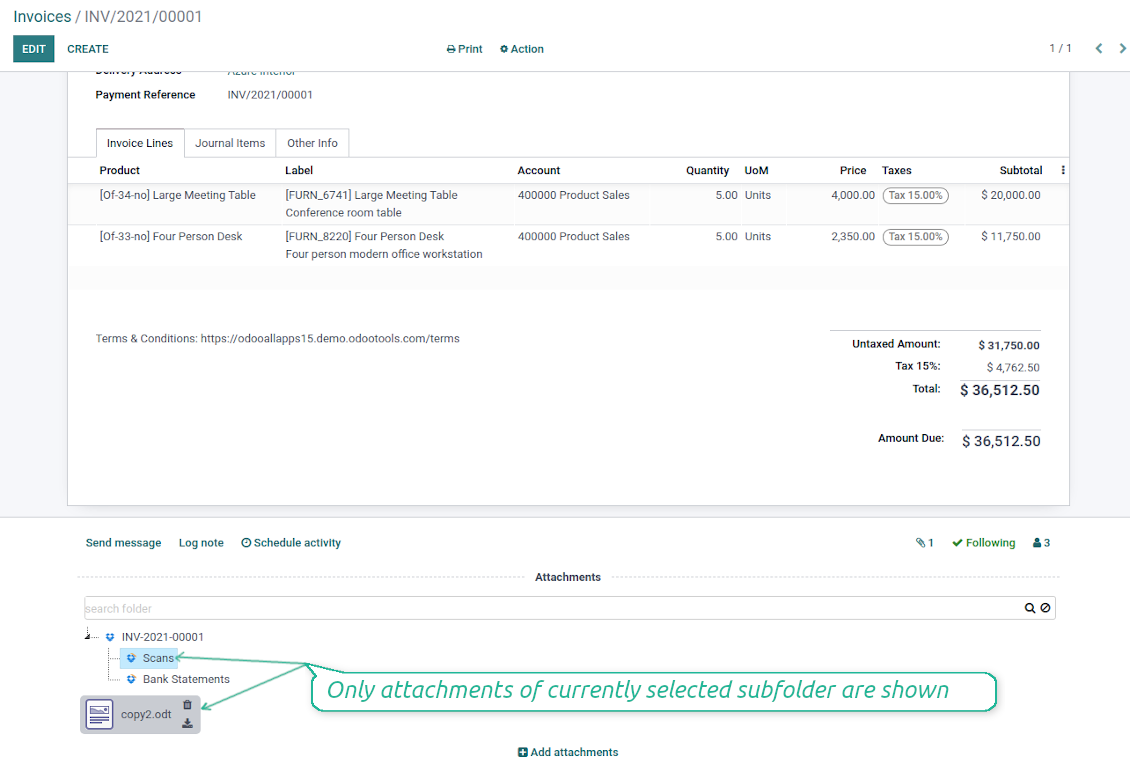 Invoices / INV/2021/00001
EDIT CREATE Print Action 1 / 1
Delivery Address Azure Interior
Payment Reference INV/2021/00001
Invoice Lines Journal Items Other Info
Product Label Account Quantity UoM Price Taxes Subtotal
[Of-34-no] Large Meeting Table [FURN_6741] Large Meeting Table 400000 Product Sales 5.00 Units 4,000.00 Tax 15.00% $ 20,000.00
Conference room table
[Of-33-no] Four Person Desk [FURN_8220] Four Person Desk 400000 Product Sales 5.00 Units 2,350.00 Tax 15.00% $ 11,750.00
Four person modern office workstation
Terms & Conditions: https://odooallapps15.demo.odootools.com/terms
Untaxed Amount: $ 31,750.00
Tax 15%: $ 4,762.50
Total: $ 36,512.50
Amount Due: $ 36,512.50
Send message Log note Schedule activity 1 Following 3
Attachments
search folder
INV-2021-00001
Scans
Bank Statements
Only attachments of currently selected subfolder are shown
copy2.odt
Add attachments